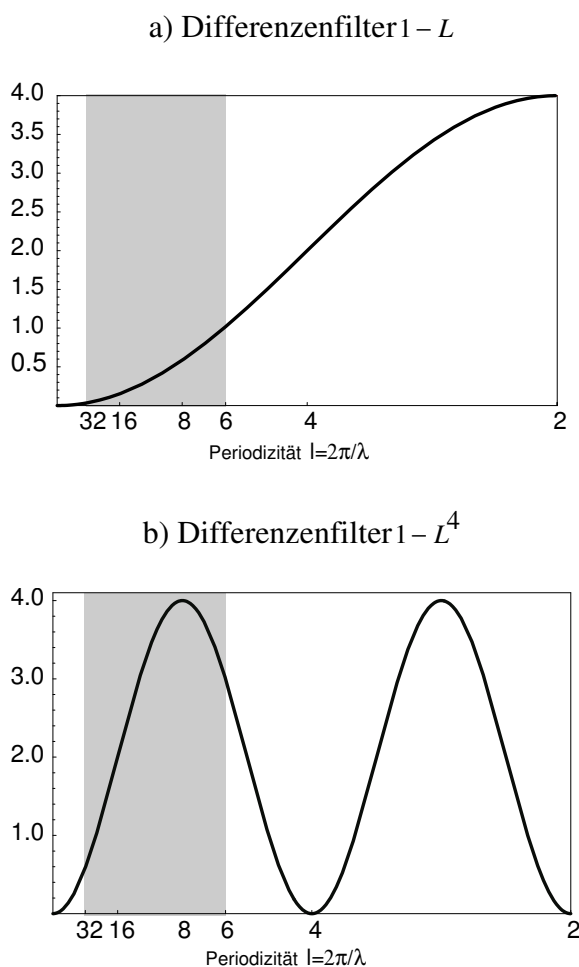 a) Differenzenfilter 1 – L
4.0
3.5
3.0
2.5
2.0
1.5
1.0
0.5
32 16 8 6 4 2
Periodizität l=2π/λ
b) Differenzenfilter 1 – L⁴
4.0
3.0
2.0
1.0
32 16 8 6 4 2
Periodizität l=2π/λ